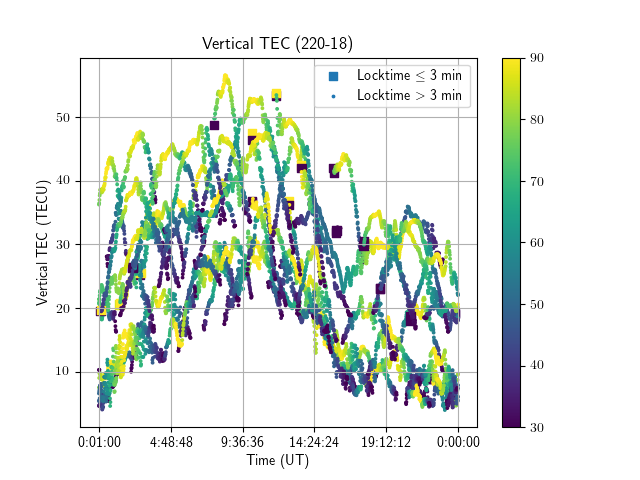 Vertical TEC (220-18)
Locktime ≤ 3 min
Locktime > 3 min
Vertical TEC (TECU)
50
40
30
20
10
0:01:00 4:48:48 9:36:36 14:24:24 19:12:12 0:00:00
Time (UT)
90
80
70
60
50
40
30